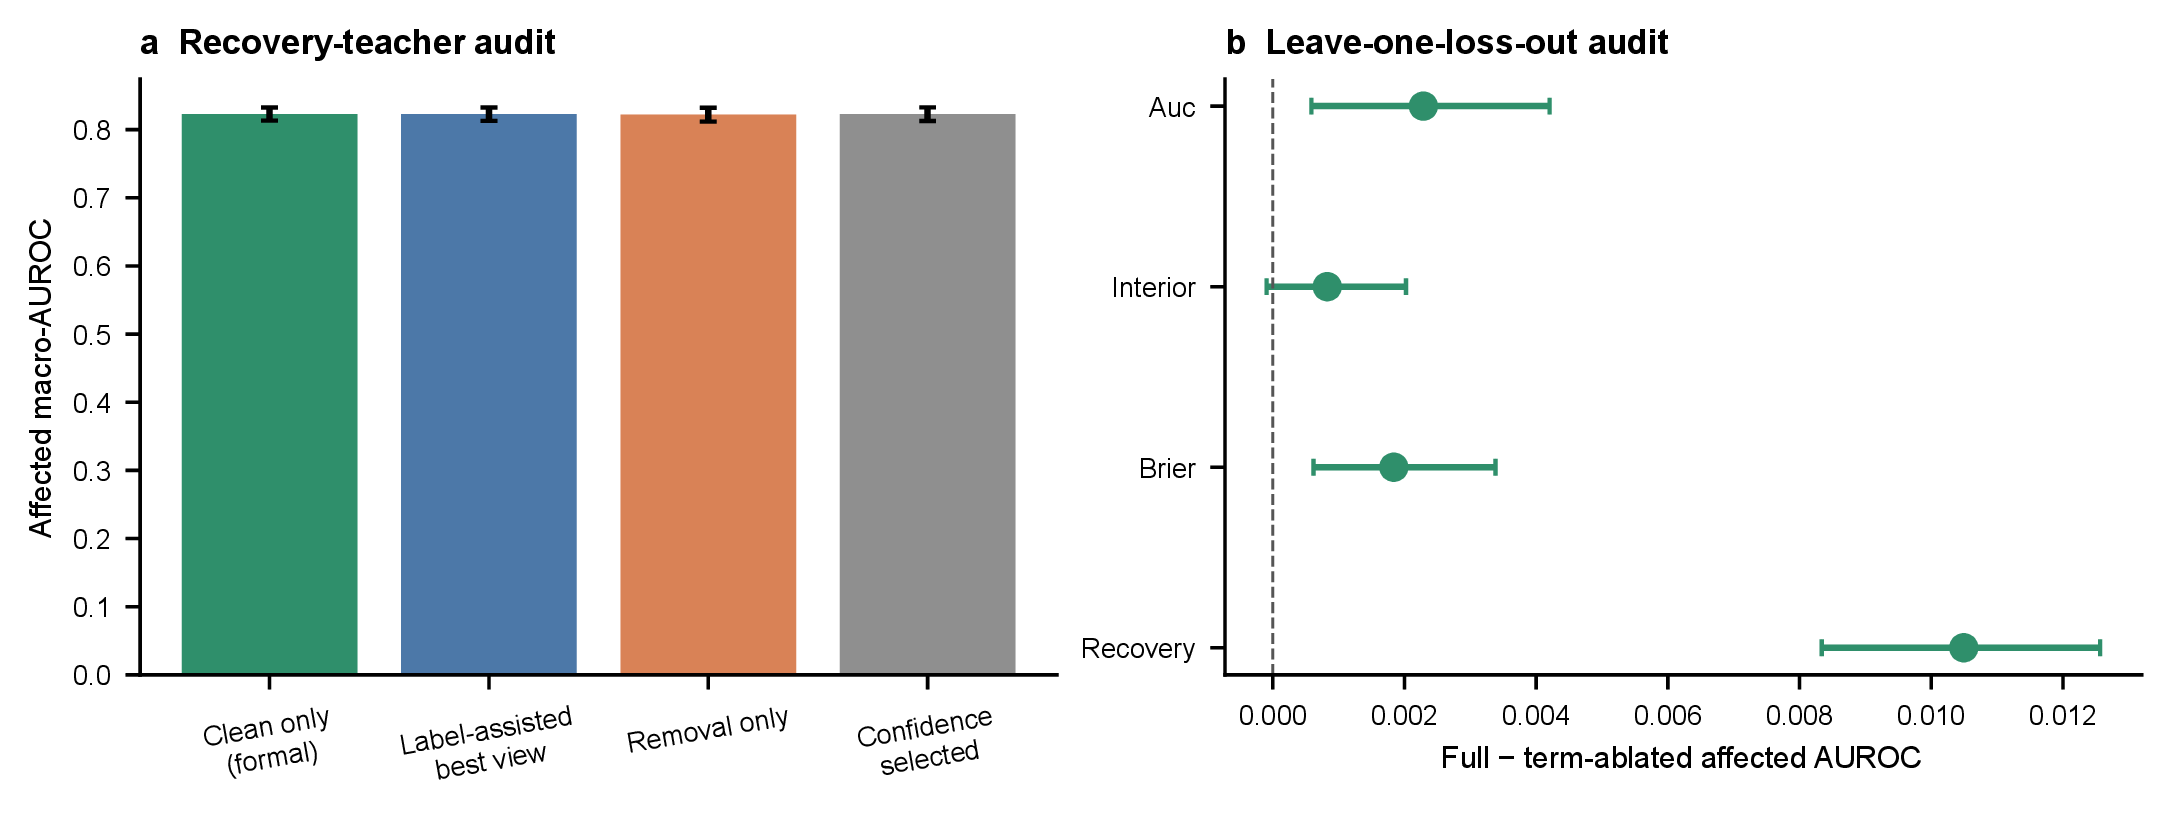 a Recovery-teacher audit
Affected macro-AUROC
0.8
0.7
0.6
0.5
0.4
0.3
0.2
0.1
0.0
Clean only
(formal)
Label-assisted
best view
Removal only
Confidence
selected
b Leave-one-loss-out audit
Auc
Interior
Brier
Recovery
0.000 0.002 0.004 0.006 0.008 0.010 0.012
Full − term-ablated affected AUROC